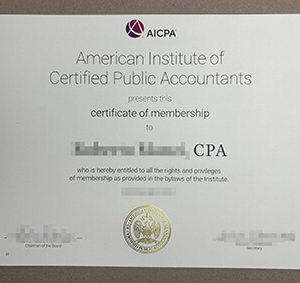 AICPA
American Institute of
Certified Public Accountants
presents this
certificate of membership
to
, CPA
who is hereby entitled to all the rights and privileges
of membership as provided in the bylaws of the Institute.
Chairman of the Board
Secretary